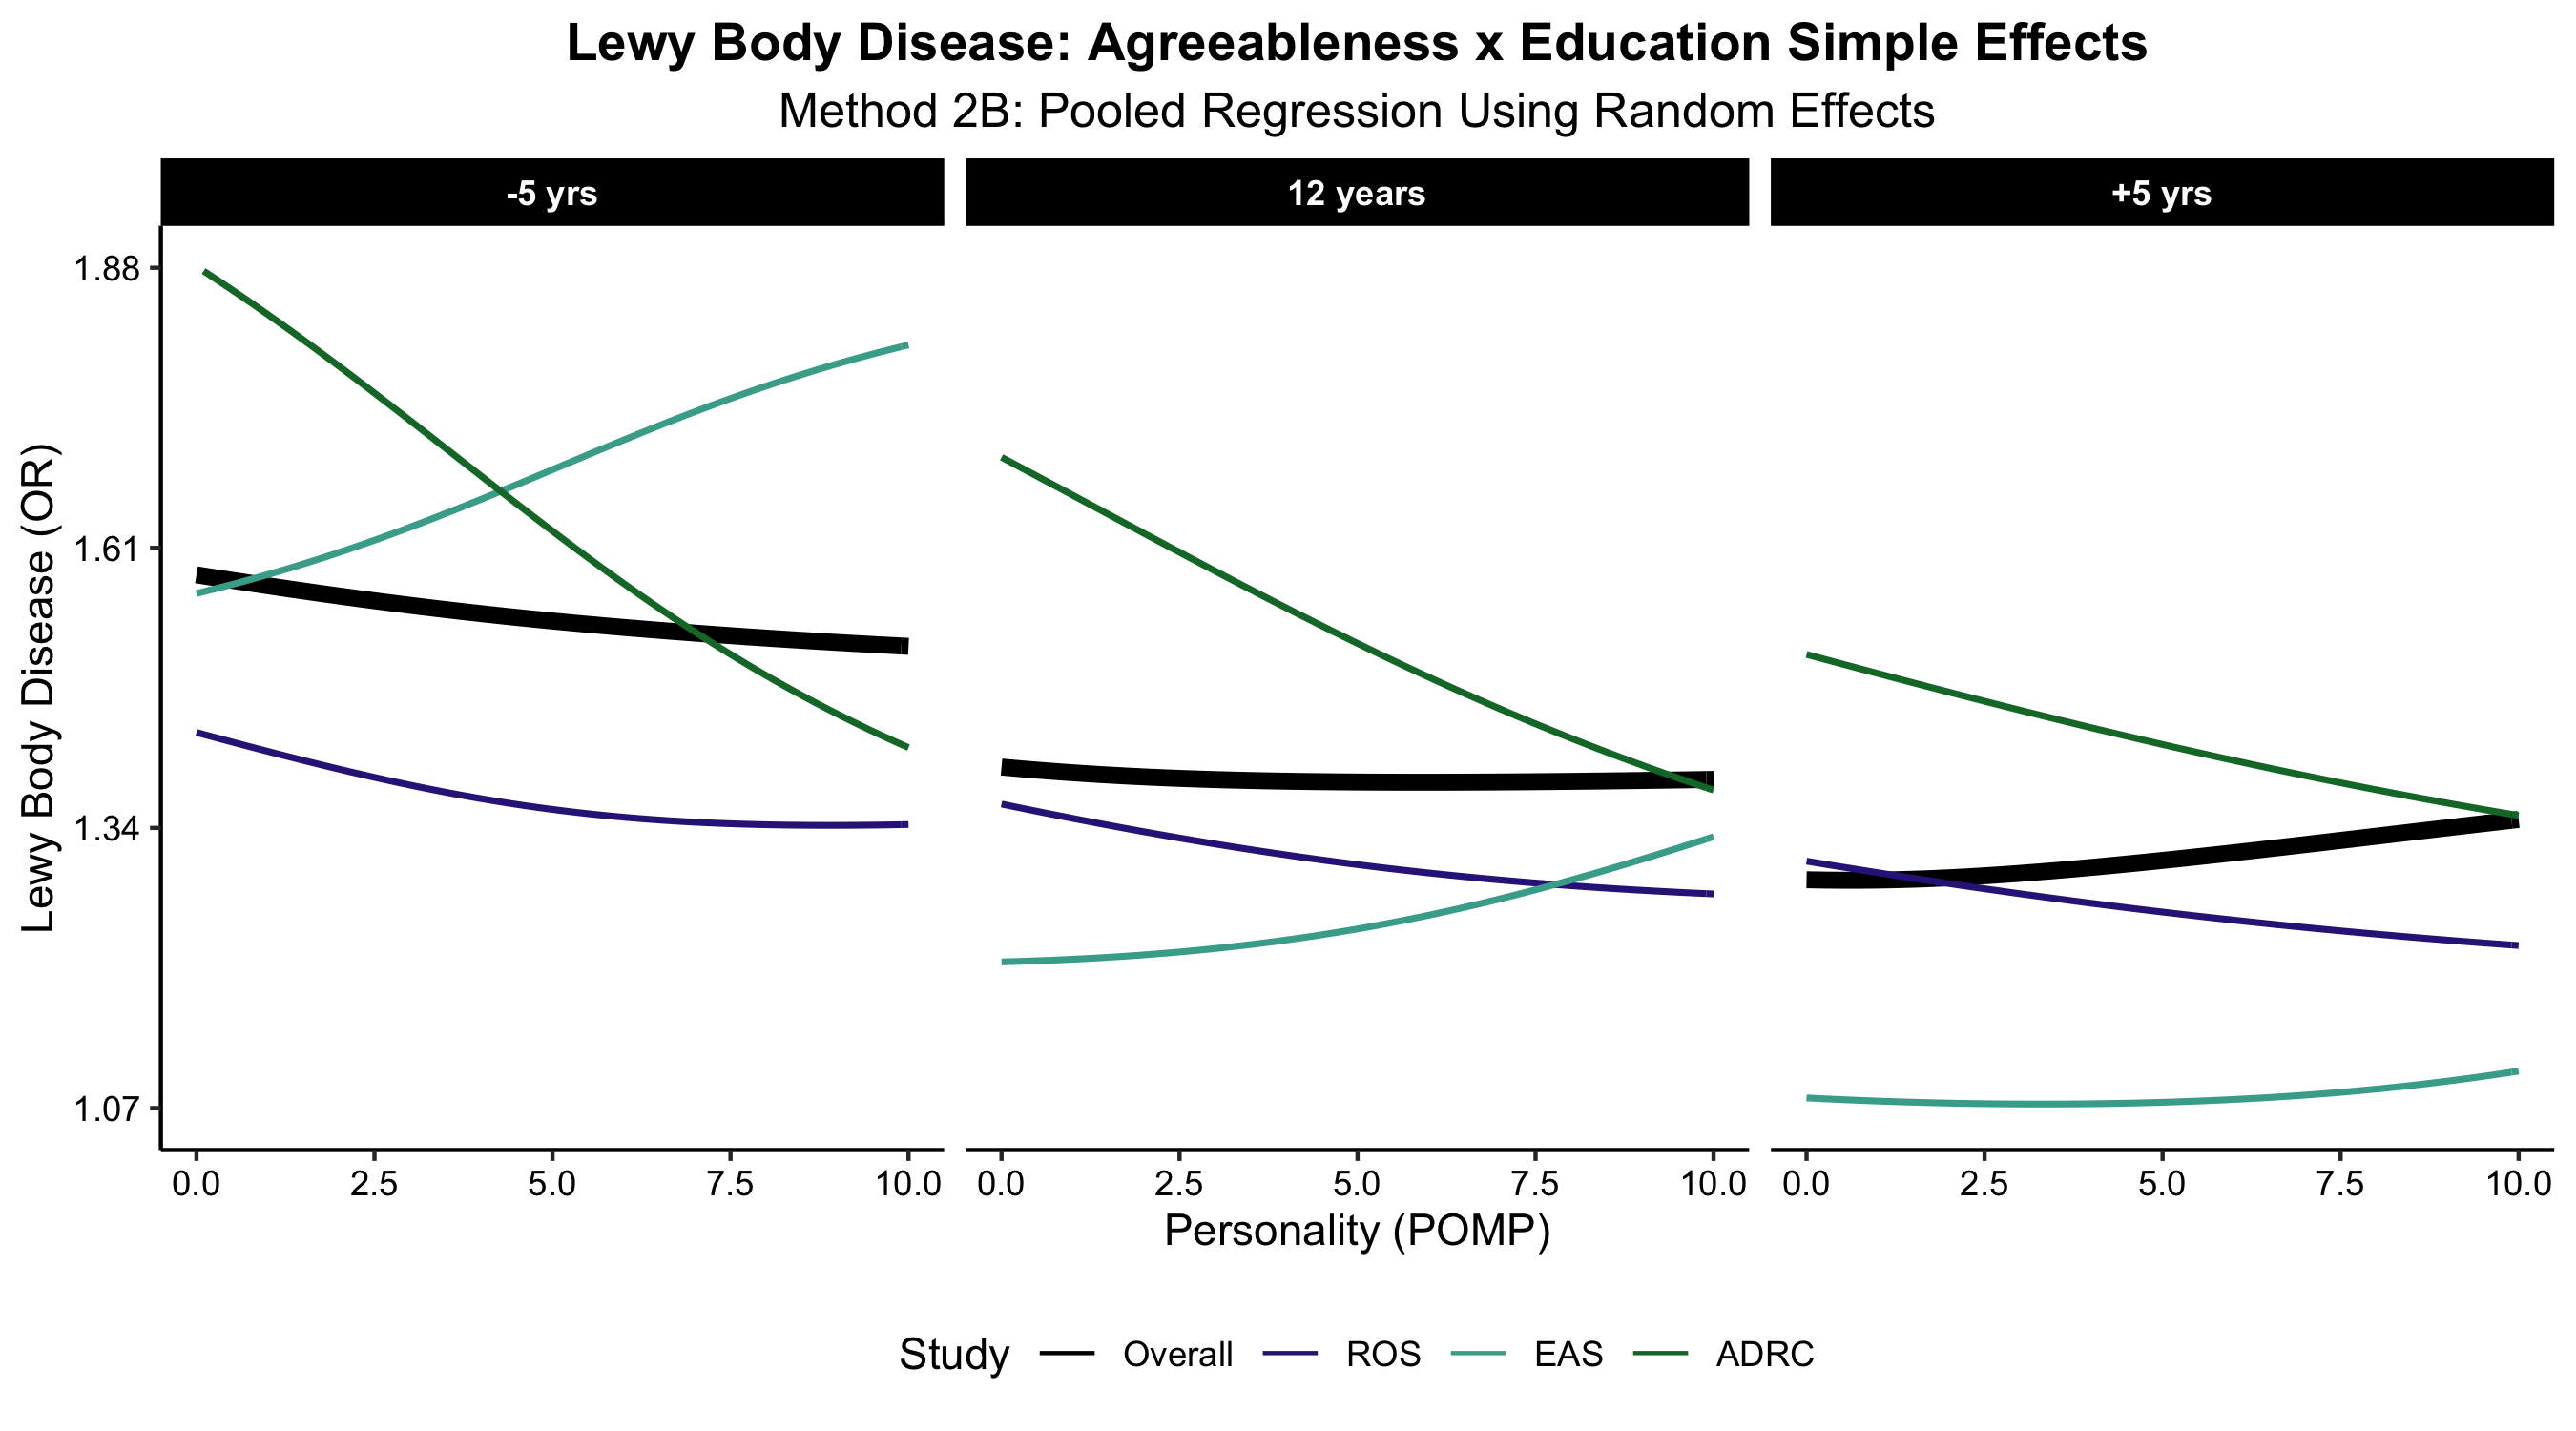 Lewy Body Disease: Agreeableness x Education Simple Effects
Method 2B: Pooled Regression Using Random Effects
-5 yrs 12 years +5 yrs
Lewy Body Disease (OR)
1.88
1.61
1.34
1.07
0.0 2.5 5.0 7.5 10.0 0.0 2.5 5.0 7.5 10.0 0.0 2.5 5.0 7.5 10.0
Personality (POMP)
Study Overall ROS EAS ADRC